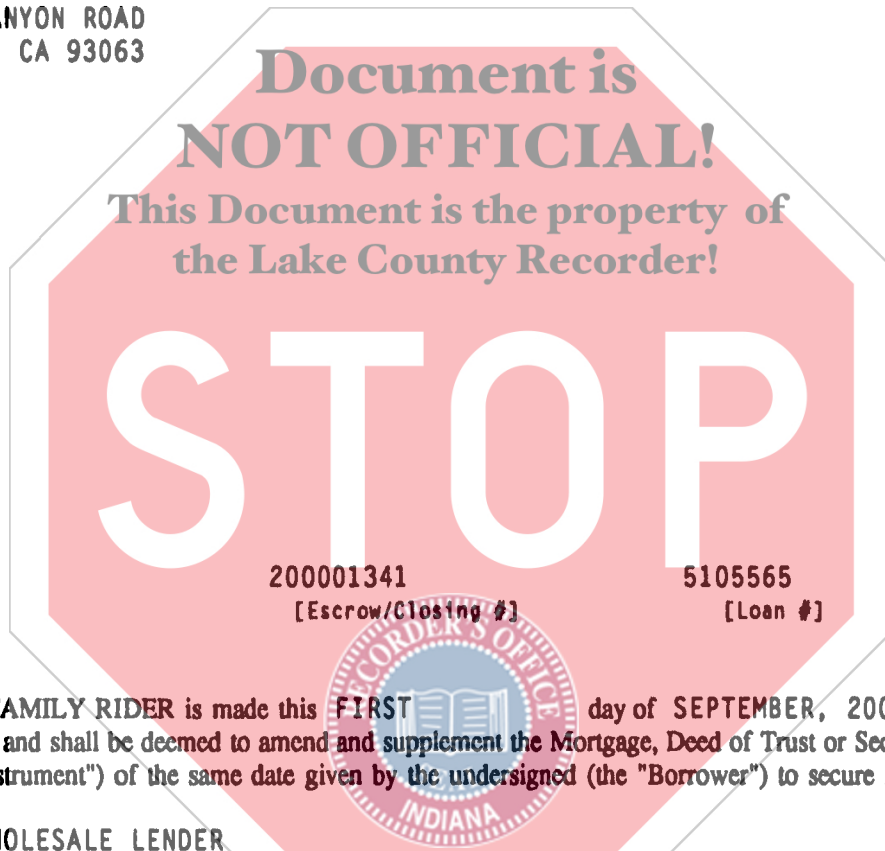 ANYON ROAD
CA 93063
Document is
NOT OFFICIAL!
This Document is the property of
the Lake County Recorder!
STOP
200001341 5105565
[Escrow/Closing #] [Loan #]
RECORDER'S OFFICE
AMILY RIDER is made this FIRST day of SEPTEMBER, 200
and shall be deemed to amend and supplement the Mortgage, Deed of Trust or Sec
strument") of the same date given by the undersigned (the "Borrower") to secure
INDIANA
OLESALE LENDER